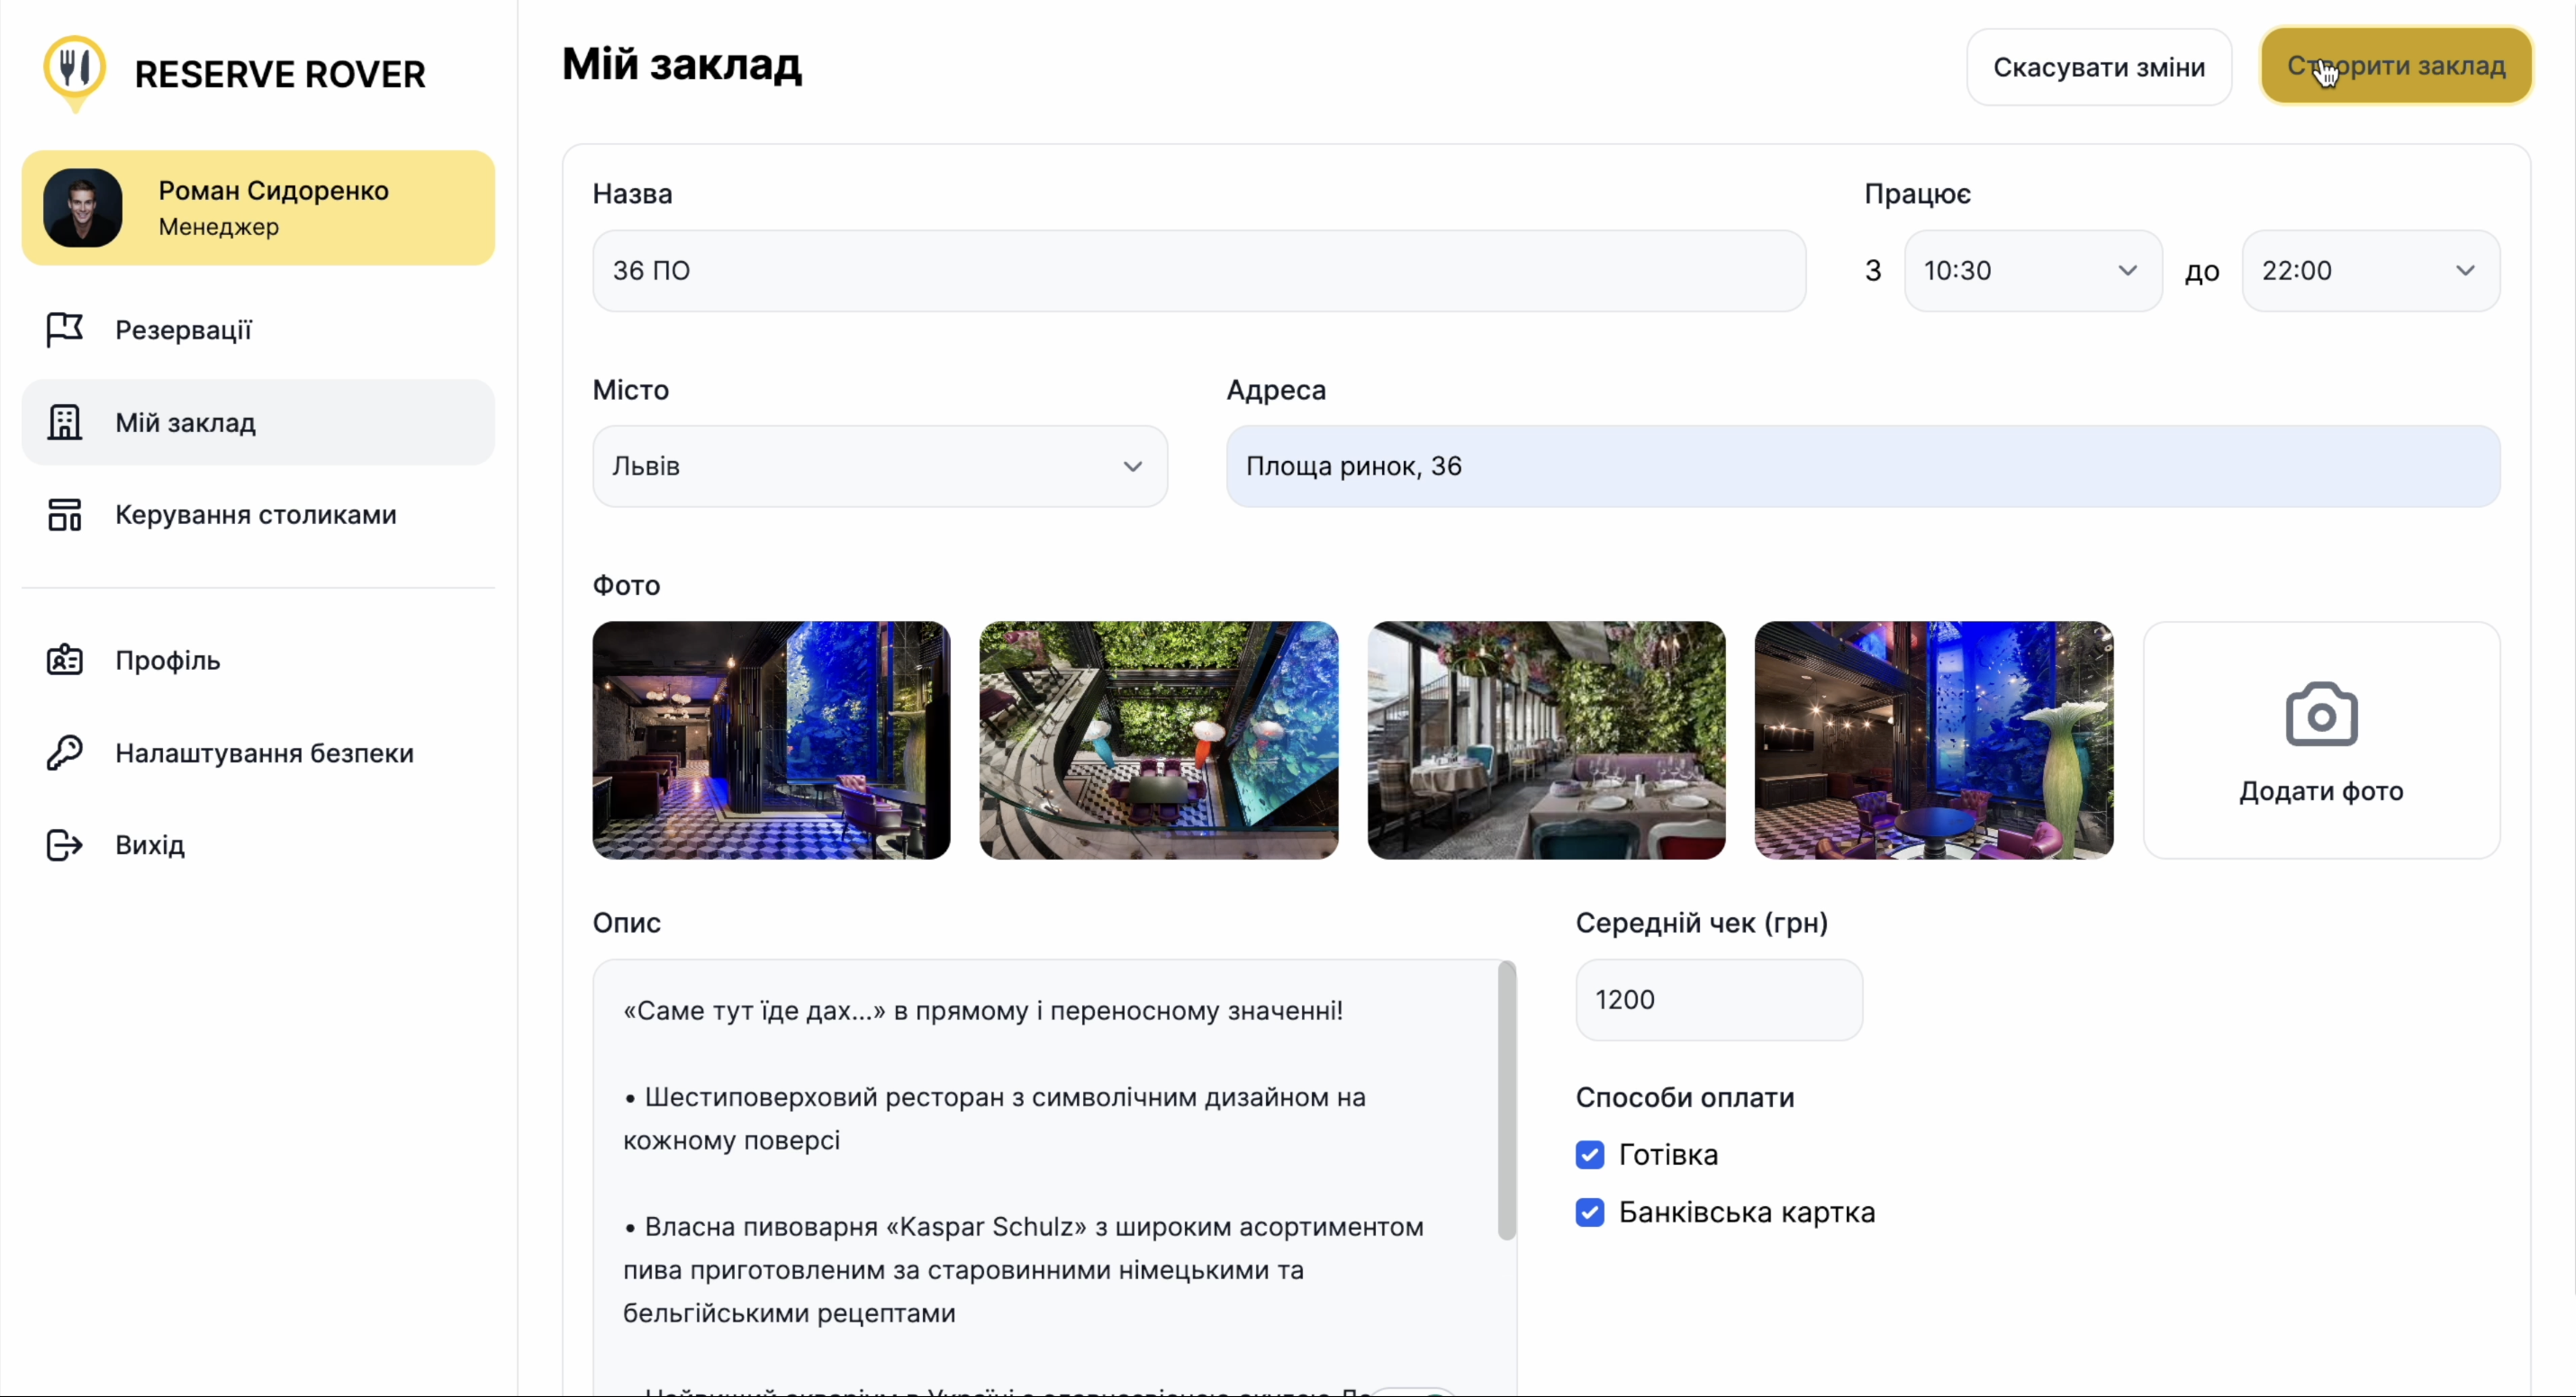 RESERVE ROVER
Роман Сидоренко
Менеджер
Резервації
Мій заклад
Керування столиками
Профіль
Налаштування безпеки
Вихід
Мій заклад
Скасувати зміни
Створити заклад
Назва
36 ПО
Працює
З
10:30
до
22:00
Місто
Львів
Адреса
Площа ринок, 36
Фото
Додати фото
Опис
«Саме тут їде дах...» в прямому і переносному значенні!
• Шестиповерховий ресторан з символічним дизайном на
кожному поверсі
• Власна пивоварня «Kaspar Schulz» з широким асортиментом
пива приготовленим за старовинними німецькими та
бельгійськими рецептами
Середній чек (грн)
1200
Способи оплати
Готівка
Банківська картка